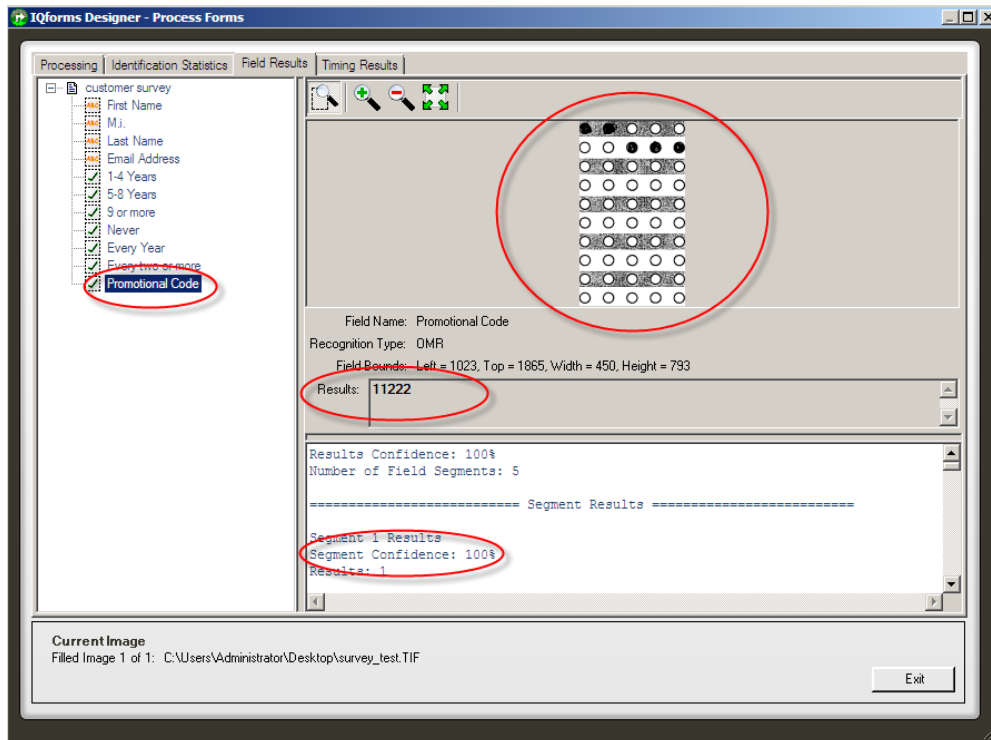 IQforms Designer - Process Forms
Processing Identification Statistics Field Results Timing Results
customer survey
First Name
M.i.
Last Name
Email Address
1-4 Years
5-8 Years
9 or more
Never
Every Year
Every two or more
Promotional Code
Field Name: Promotional Code
Recognition Type: OMR
Field Bounds: Left = 1023, Top = 1865, Width = 450, Height = 793
Results: 11222
Results Confidence: 100%
Number of Field Segments: 5
=========================== Segment Results ==========================
Segment 1 Results
Segment Confidence: 100%
Results: 1
Current Image
Filled Image 1 of 1: C:\Users\Administrator\Desktop\survey_test.TIF
Exit